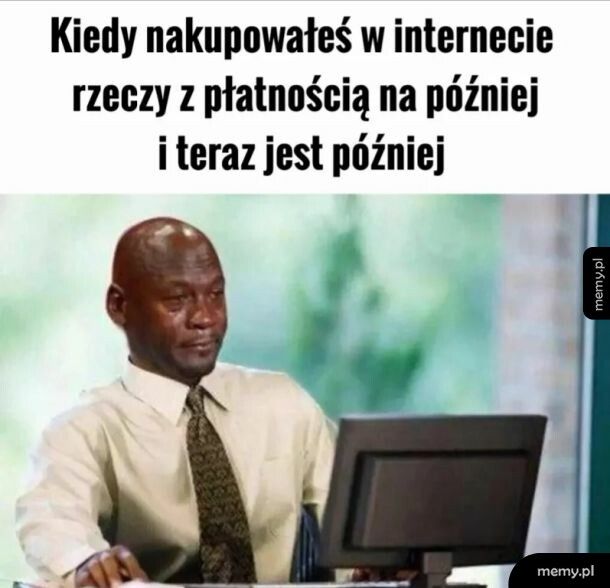 Kiedy nakupowałeś w internecie
rzeczy z płatnością na później
i teraz jest później
memy.pl
memy.pl